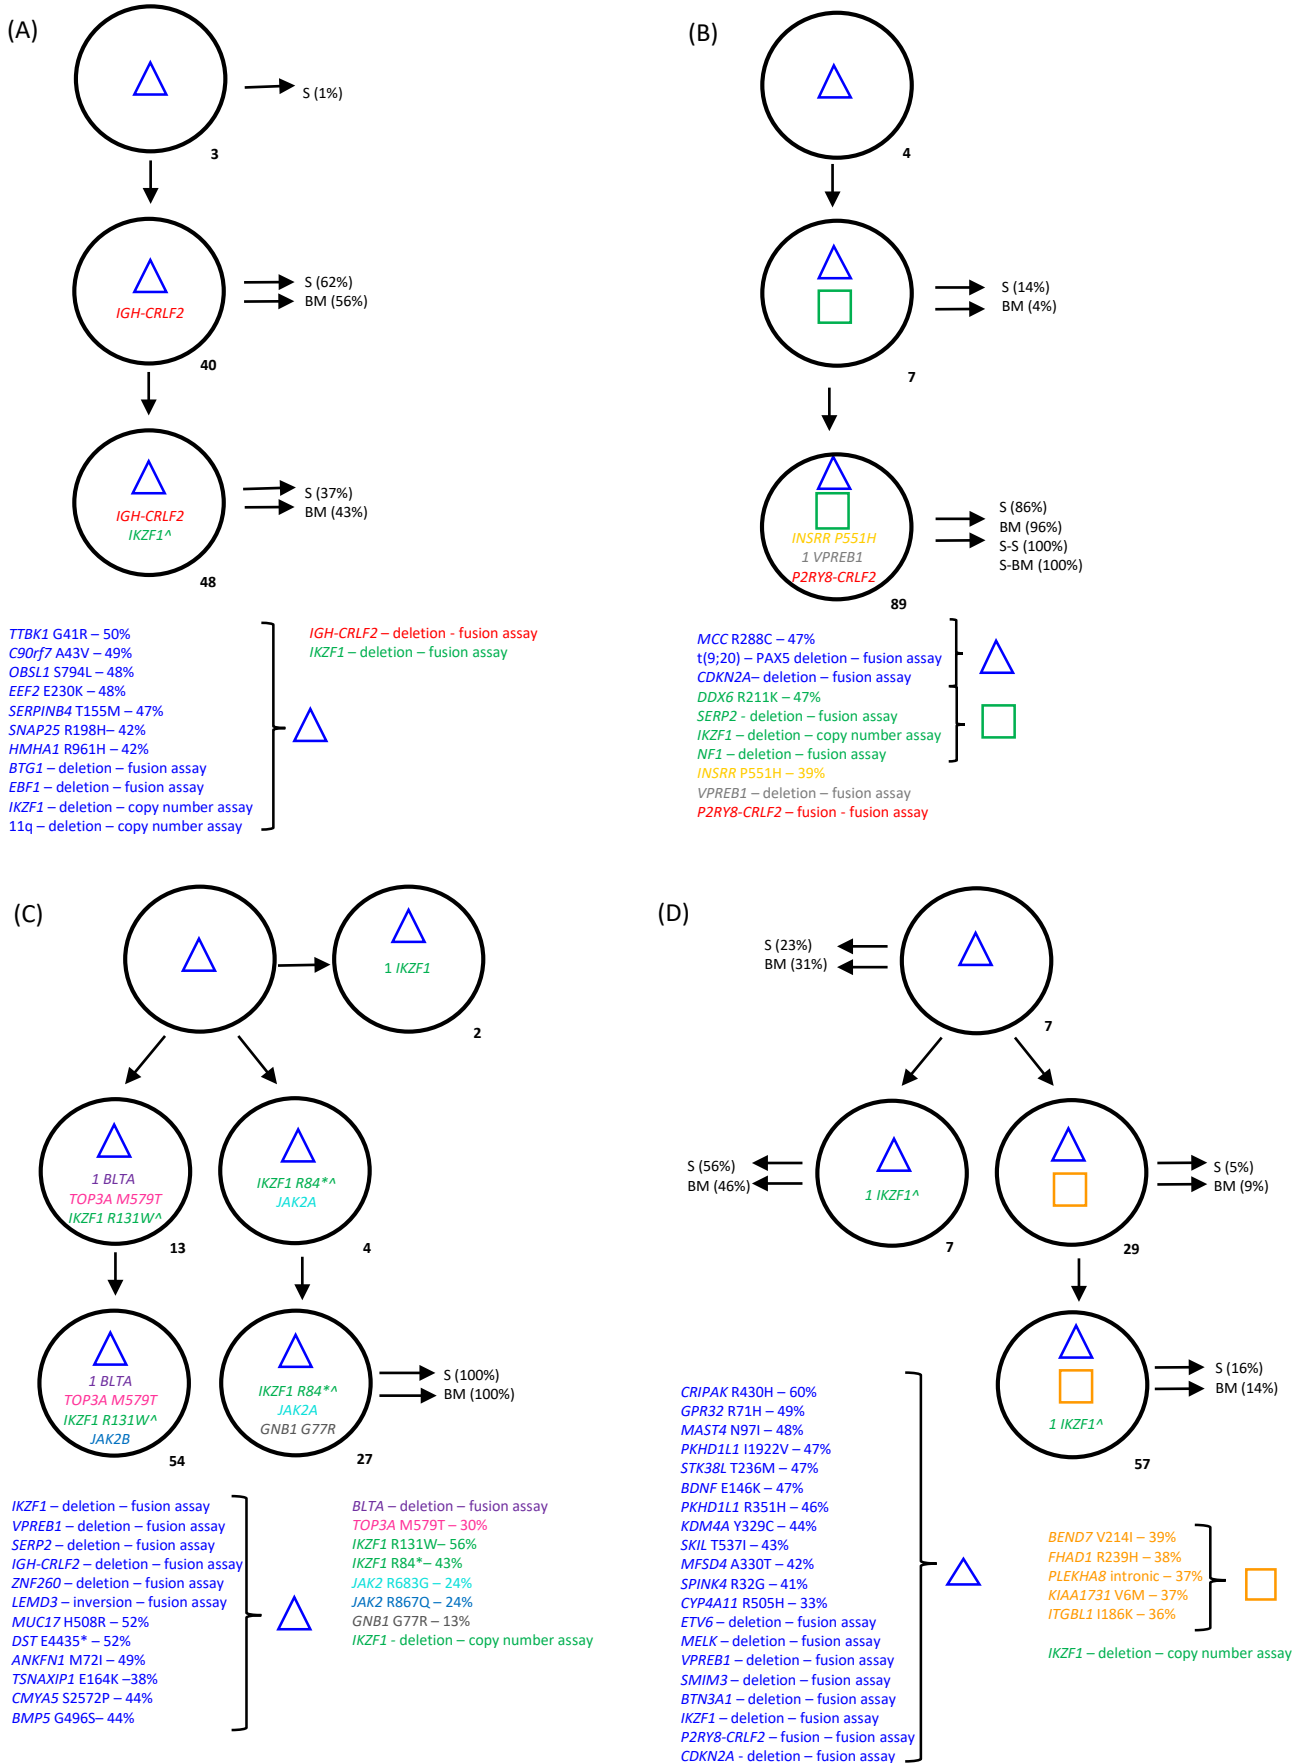 (A)
S (1%)
3
IGH-CRLF2
S (62%)
BM (56%)
40
IGH-CRLF2
IKZF1^
S (37%)
BM (43%)
48
TTBK1 G41R – 50%
C90rf7 A43V – 49%
OBSL1 S794L – 48%
EEF2 E230K – 48%
SERPINB4 T155M – 47%
SNAP25 R198H– 42%
HMHA1 R961H – 42%
BTG1 – deletion – fusion assay
EBF1 – deletion – fusion assay
IKZF1 – deletion – copy number assay
11q – deletion – copy number assay
IGH-CRLF2 – deletion - fusion assay
IKZF1 – deletion – fusion assay
(B)
4
S (14%)
BM (4%)
7
INSRR P551H
1 VPREB1
P2RY8-CRLF2
S (86%)
BM (96%)
S-S (100%)
S-BM (100%)
89
MCC R288C – 47%
t(9;20) – PAX5 deletion – fusion assay
CDKN2A– deletion – fusion assay
DDX6 R211K – 47%
SERP2 - deletion – fusion assay
IKZF1 – deletion – copy number assay
NF1 – deletion – fusion assay
INSRR P551H – 39%
VPREB1 – deletion – fusion assay
P2RY8-CRLF2 – fusion - fusion assay
(C)
1 IKZF1
2
1 BLTA
TOP3A M579T
IKZF1 R131W^
13
IKZF1 R84*^
JAK2A
4
1 BLTA
TOP3A M579T
IKZF1 R131W^
JAK2B
54
IKZF1 R84*^
JAK2A
GNB1 G77R
27
S (100%)
BM (100%)
IKZF1 – deletion – fusion assay
VPREB1 – deletion – fusion assay
SERP2 – deletion – fusion assay
IGH-CRLF2 – deletion – fusion assay
ZNF260 – deletion – fusion assay
LEMD3 – inversion – fusion assay
MUC17 H508R – 52%
DST E4435* – 52%
ANKFN1 M72I – 49%
TSNAXIP1 E164K –38%
CMYA5 S2572P – 44%
BMP5 G496S– 44%
BLTA – deletion – fusion assay
TOP3A M579T – 30%
IKZF1 R131W– 56%
IKZF1 R84*– 43%
JAK2 R683G – 24%
JAK2 R867Q – 24%
GNB1 G77R – 13%
IKZF1 - deletion – copy number assay
(D)
S (23%)
BM (31%)
7
S (56%)
BM (46%)
1 IKZF1^
7
S (5%)
BM (9%)
29
1 IKZF1^
S (16%)
BM (14%)
57
CRIPAK R430H – 60%
GPR32 R71H – 49%
MAST4 N97I – 48%
PKHD1L1 I1922V – 47%
STK38L T236M – 47%
BDNF E146K – 47%
PKHD1L1 R351H – 46%
KDM4A Y329C – 44%
SKIL T537I – 43%
MFSD4 A330T – 42%
SPINK4 R32G – 41%
CYP4A11 R505H – 33%
ETV6 – deletion – fusion assay
MELK – deletion – fusion assay
VPREB1 – deletion – fusion assay
SMIM3 – deletion – fusion assay
BTN3A1 – deletion – fusion assay
IKZF1 – deletion – fusion assay
P2RY8-CRLF2 – fusion – fusion assay
CDKN2A - deletion – fusion assay
BEND7 V214I – 39%
FHAD1 R239H – 38%
PLEKHA8 intronic – 37%
KIAA1731 V6M – 37%
ITGBL1 I186K – 36%
IKZF1 – deletion – copy number assay